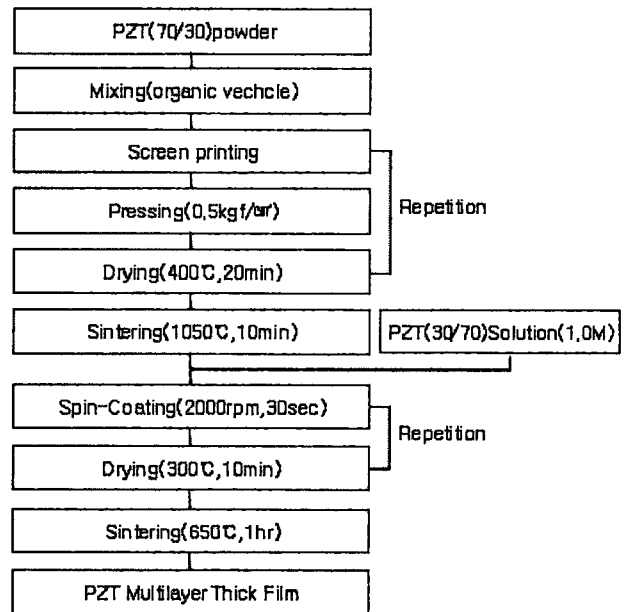 PZT(70/30)powder
Mixing(organic vechcle)
Screen printing
Pressing(0,5kgf/㎠)
Repetition
Drying(400℃,20min)
Sintering(1050℃,10min)
PZT(30/70)Solution(1,0M)
Spin-Coating(2000rpm,30sec)
Repetition
Drying(300℃,10min)
Sintering(650℃,1hr)
PZT Multilayer Thick Film